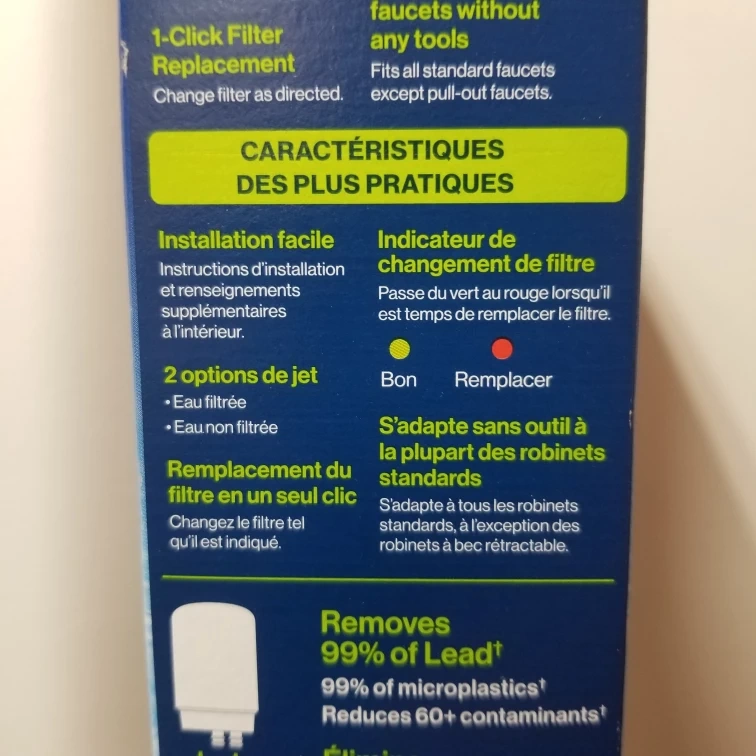 1-Click Filter
Replacement
Change filter as directed.
faucets without
any tools
Fits all standard faucets
except pull-out faucets.
CARACTÉRISTIQUES
DES PLUS PRATIQUES
Installation facile
Instructions d'installation
et renseignements
supplémentaires
à l'intérieur.
2 options de jet
• Eau filtrée
• Eau non filtrée
Remplacement du
filtre en un seul clic
Changez le filtre tel
qu'il est indiqué.
Indicateur de
changement de filtre
Passe du vert au rouge lorsqu'il
est temps de remplacer le filtre.
Bon Remplacer
S'adapte sans outil à
la plupart des robinets
standards
S'adapte à tous les robinets
standards, à l'exception des
robinets à bec rétractable.
Removes
99% of Lead†
99% of microplastics†
Reduces 60+ contaminants†